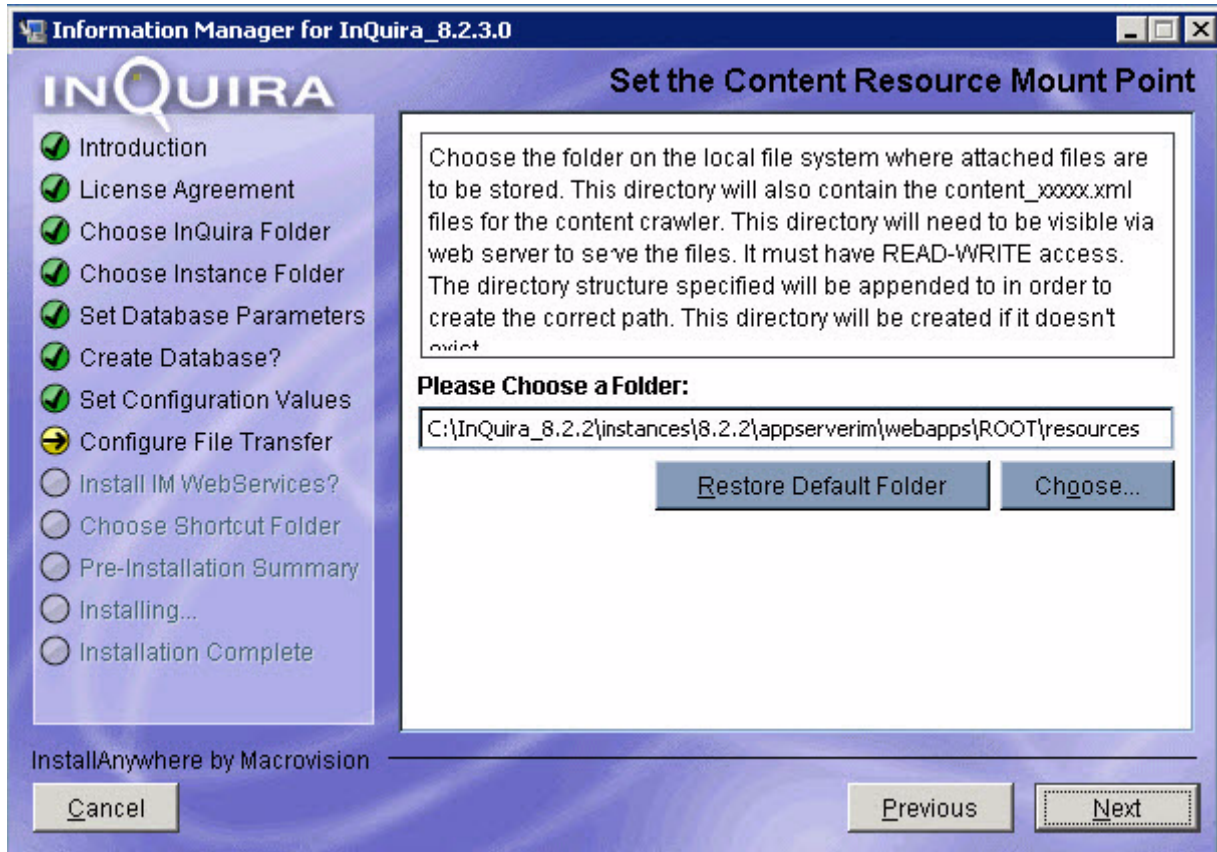 Information Manager for InQuira_8.2.3.0
INQUIRA
Set the Content Resource Mount Point
Introduction
License Agreement
Choose InQuira Folder
Choose Instance Folder
Set Database Parameters
Create Database?
Set Configuration Values
Configure File Transfer
Install IM WebServices?
Choose Shortcut Folder
Pre-Installation Summary
Installing...
Installation Complete
Choose the folder on the local file system where attached files are
to be stored. This directory will also contain the content_xxxxx.xml
files for the content crawler. This directory will need to be visible via
web server to serve the files. It must have READ-WRITE access.
The directory structure specified will be appended to in order to
create the correct path. This directory will be created if it doesn't
exist
Please Choose a Folder:
C:\InQuira_8.2.2\instances\8.2.2\appserverim\webapps\ROOT\resources
Restore Default Folder
Choose...
InstallAnywhere by Macrovision
Cancel
Previous
Next